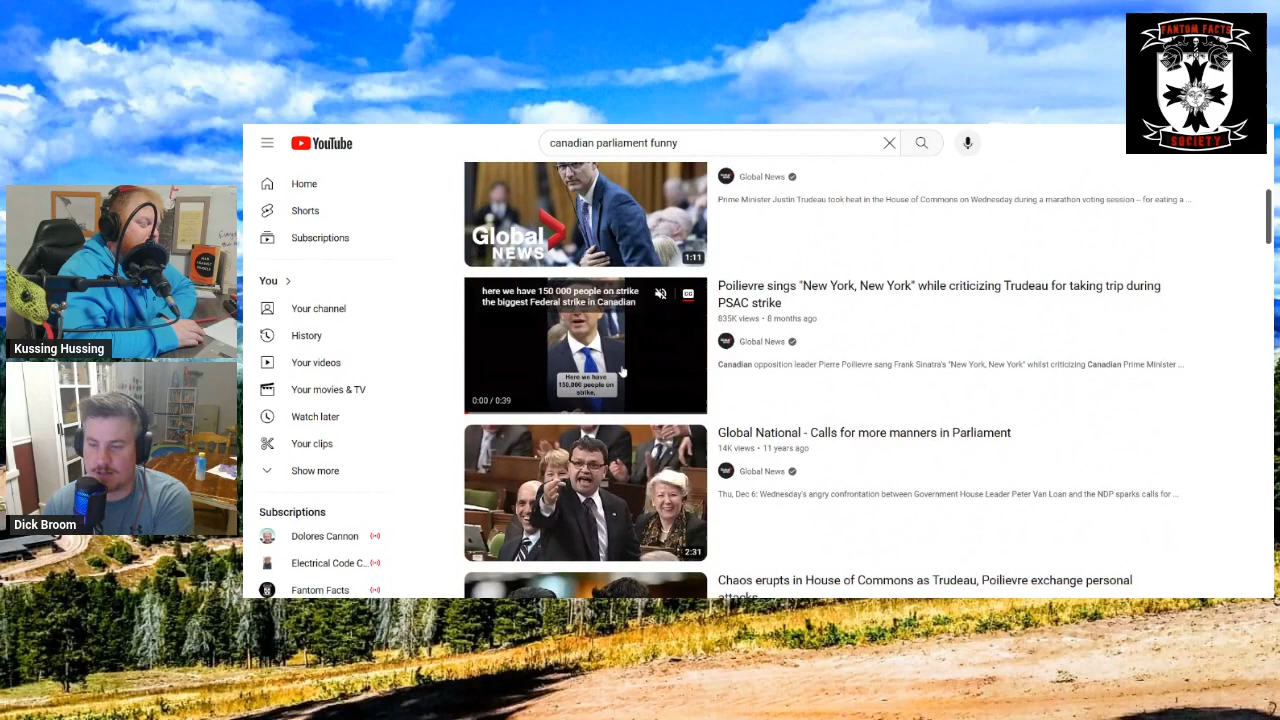 FANTOM FACTS
SOCIETY
YouTube
canadian parliament funny
Home
Shorts
Subscriptions
You
Your channel
History
Your videos
Your movies & TV
Watch later
Your clips
Show more
Subscriptions
Dolores Cannon
Electrical Code C...
Fantom Facts
Global
NEWS
1:11
Global News
Prime Minister Justin Trudeau took heat in the House of Commons on Wednesday during a marathon voting session – for eating a ...
here we have 150 000 people on strike
the biggest Federal strike in Canadian
CC
Here we have
150,000 people on
strike,
0:00 / 0:39
Poilievre sings "New York, New York" while criticizing Trudeau for taking trip during
PSAC strike
835K views • 8 months ago
Global News
Canadian opposition leader Pierre Poilievre sang Frank Sinatra's "New York, New York" whilst criticizing Canadian Prime Minister ...
2:31
Global National - Calls for more manners in Parliament
14K views • 11 years ago
Global News
Thu, Dec 6: Wednesday's angry confrontation between Government House Leader Peter Van Loan and the NDP sparks calls for ...
Chaos erupts in House of Commons as Trudeau, Poilievre exchange personal
attacks
Kussing Hussing
Dick Broom